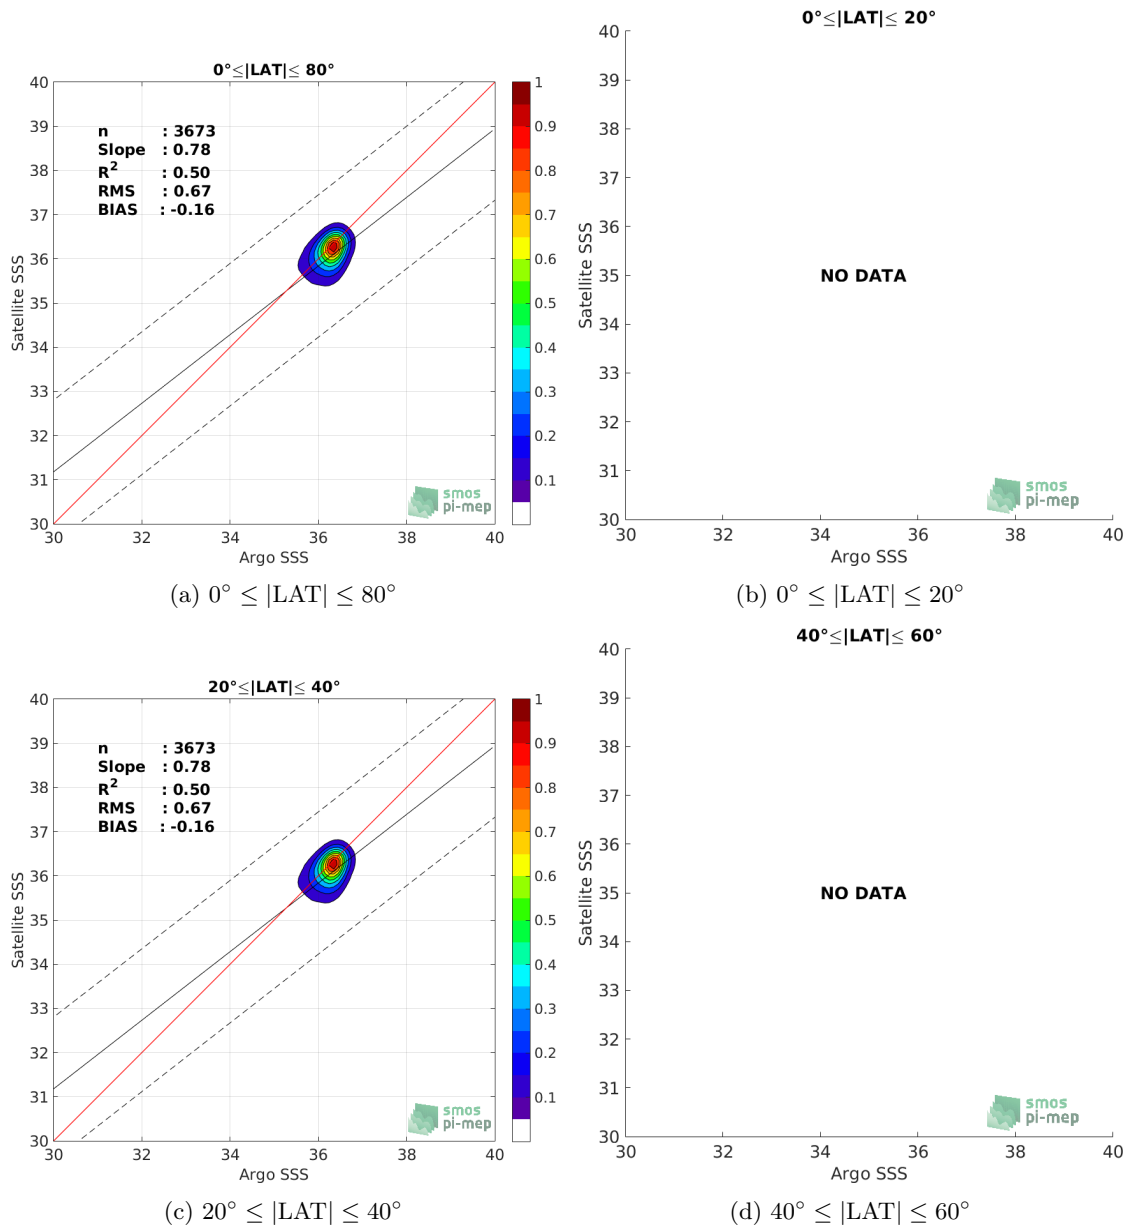 0°≤|LAT|≤ 80°
40
39
38
37
36
35
34
33
32
31
30
Satellite SSS
n : 3673
Slope : 0.78
R² : 0.50
RMS : 0.67
BIAS : -0.16
smos
pi-mep
30 32 34 36 38 40
Argo SSS
1
0.9
0.8
0.7
0.6
0.5
0.4
0.3
0.2
0.1
(a) 0° ≤ |LAT| ≤ 80°
0°≤|LAT|≤ 20°
40
39
38
37
36
35
34
33
32
31
30
Satellite SSS
NO DATA
smos
pi-mep
30 32 34 36 38 40
Argo SSS
(b) 0° ≤ |LAT| ≤ 20°
20°≤|LAT|≤ 40°
40
39
38
37
36
35
34
33
32
31
30
Satellite SSS
n : 3673
Slope : 0.78
R² : 0.50
RMS : 0.67
BIAS : -0.16
smos
pi-mep
30 32 34 36 38 40
Argo SSS
1
0.9
0.8
0.7
0.6
0.5
0.4
0.3
0.2
0.1
(c) 20° ≤ |LAT| ≤ 40°
40°≤|LAT|≤ 60°
40
39
38
37
36
35
34
33
32
31
30
Satellite SSS
NO DATA
smos
pi-mep
30 32 34 36 38 40
Argo SSS
(d) 40° ≤ |LAT| ≤ 60°